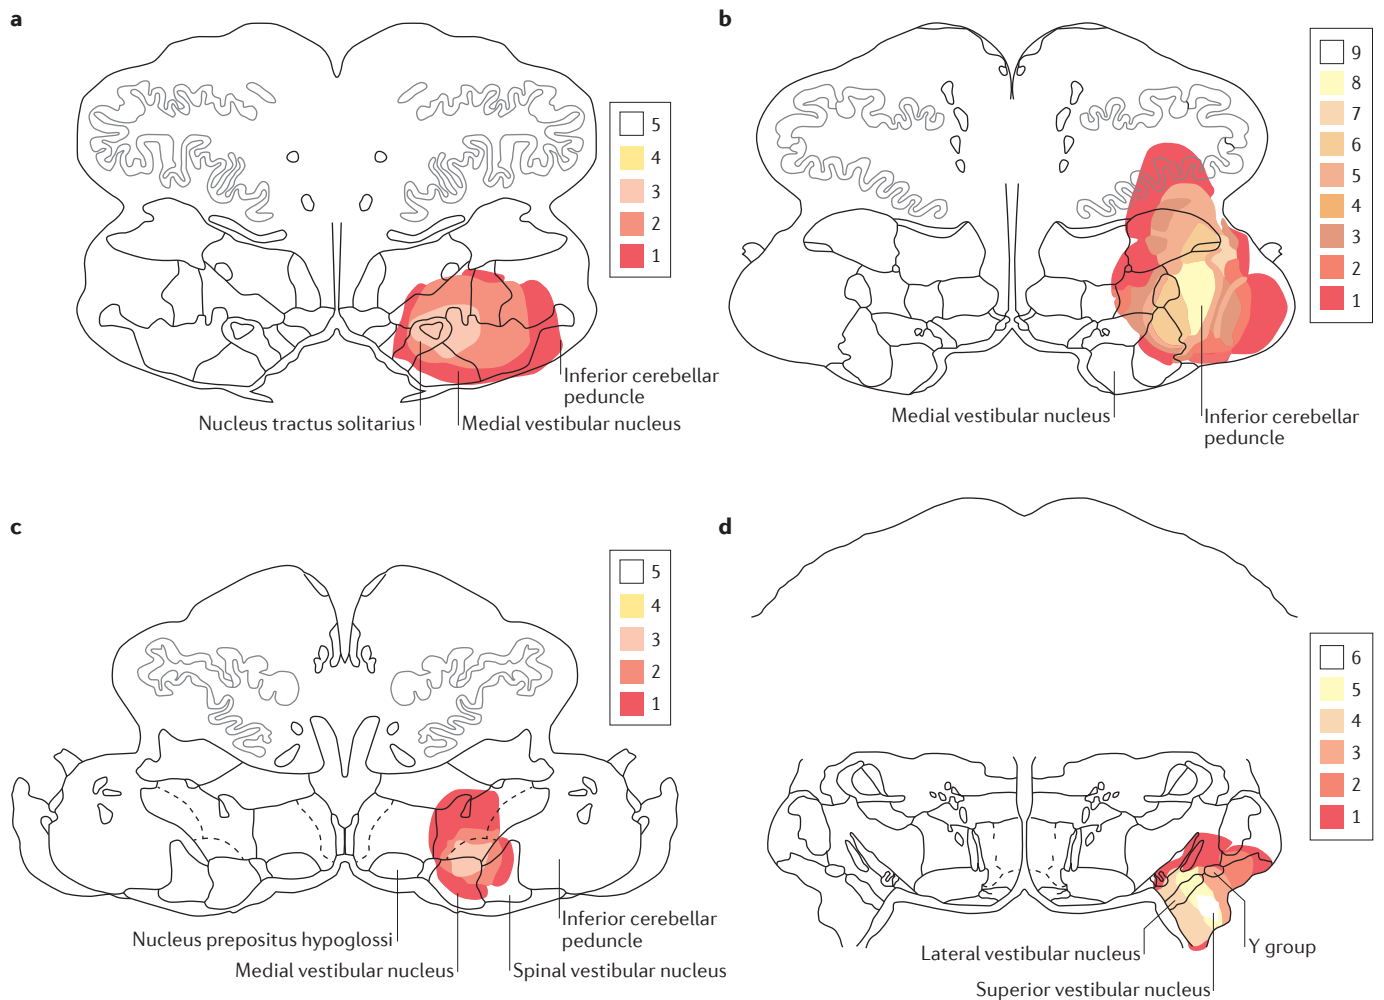 a
5
4
3
2
1
Inferior cerebellar
peduncle
Nucleus tractus solitarius
Medial vestibular nucleus
b
9
8
7
6
5
4
3
2
1
Medial vestibular nucleus
Inferior cerebellar
peduncle
c
5
4
3
2
1
Inferior cerebellar
peduncle
Nucleus prepositus hypoglossi
Medial vestibular nucleus
Spinal vestibular nucleus
d
6
5
4
3
2
1
Lateral vestibular nucleus
Y group
Superior vestibular nucleus